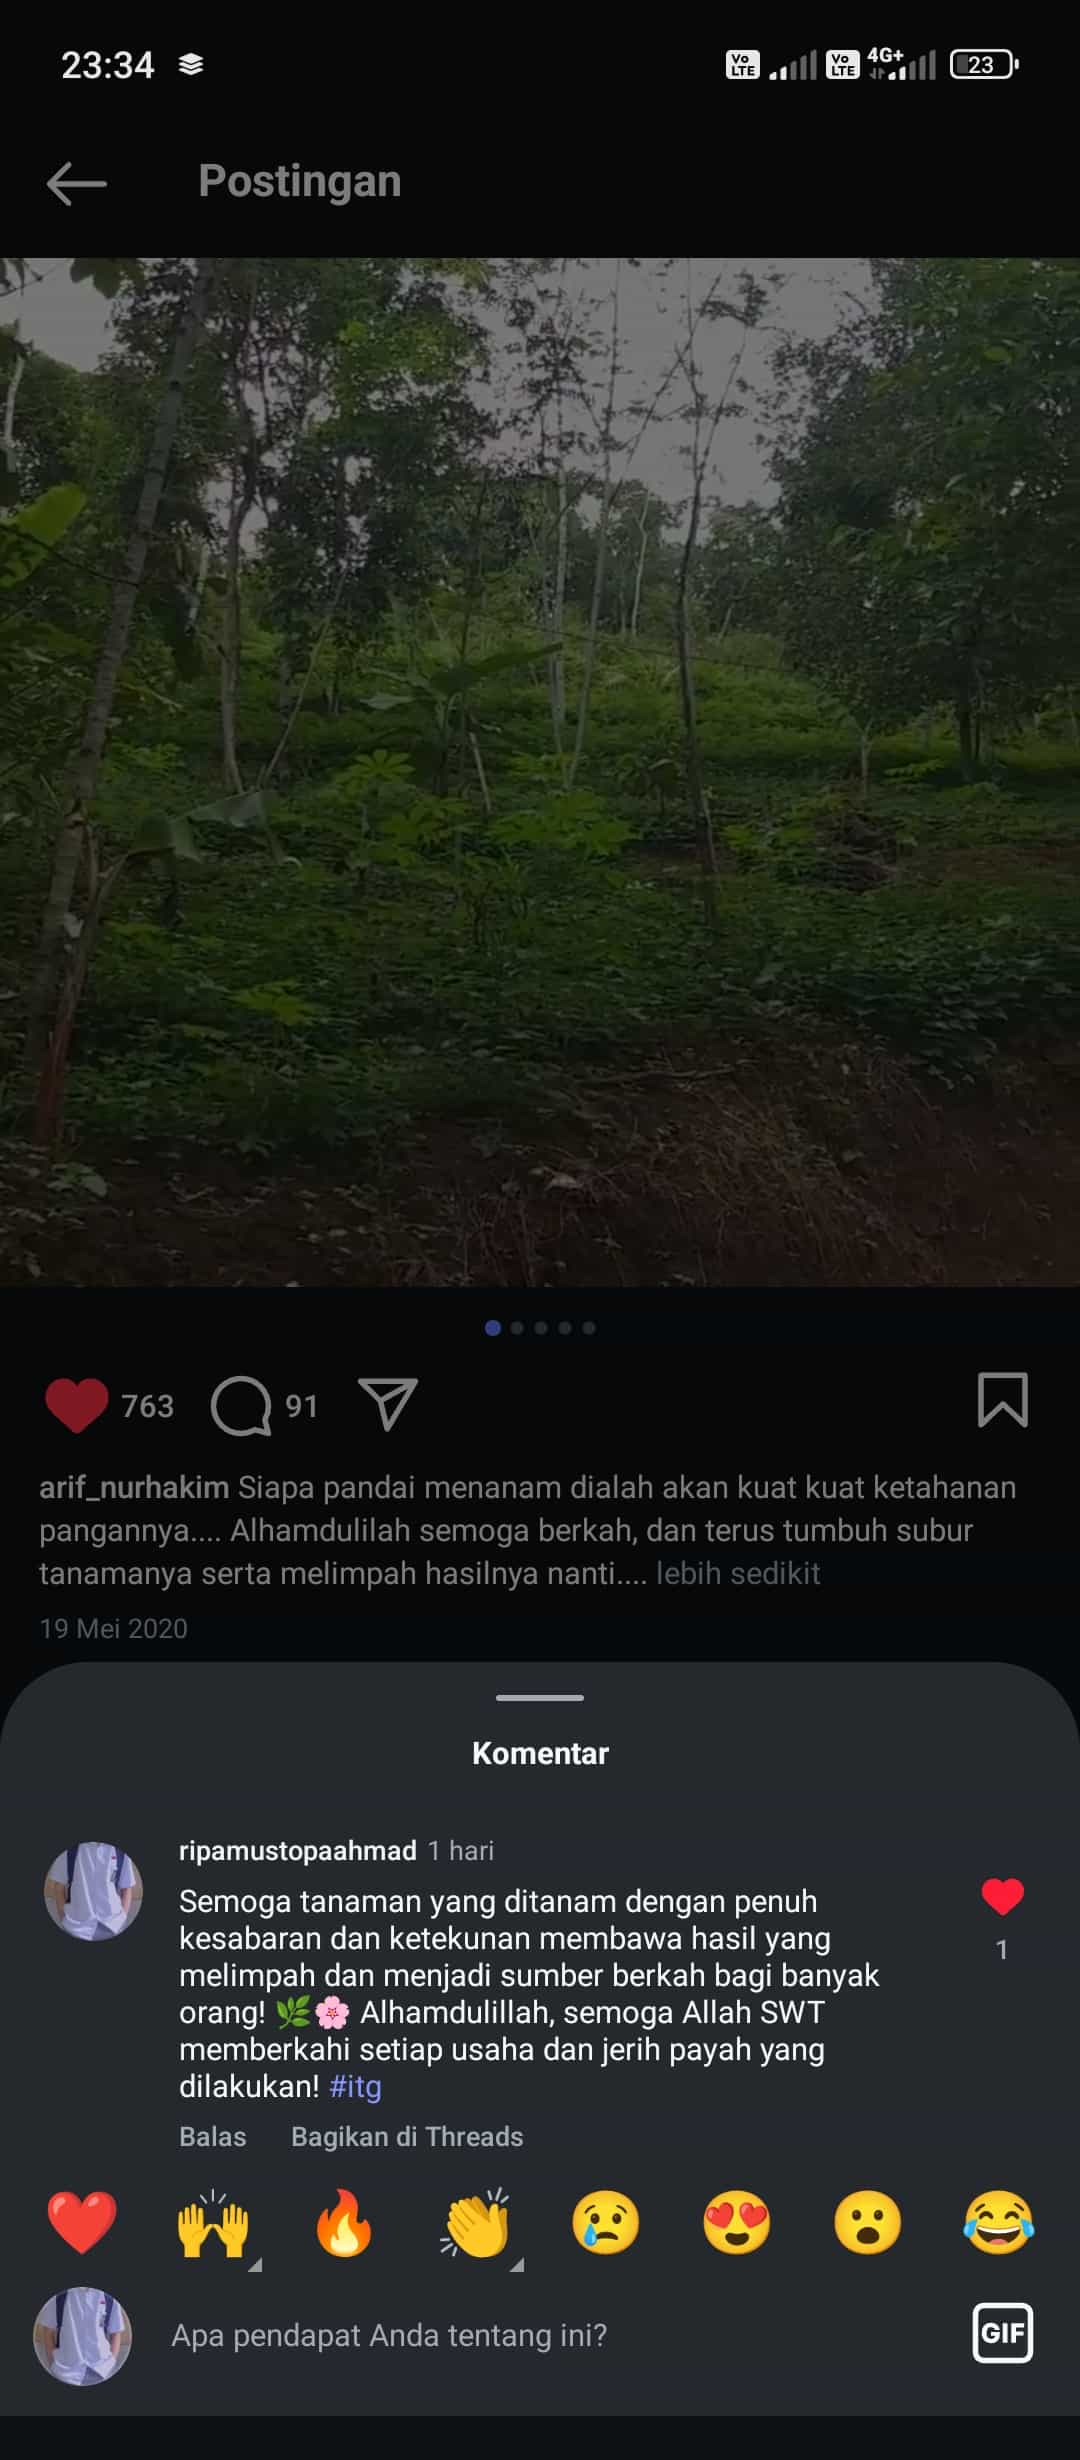 23:34
Vo LTE Vo LTE 4G+ 23
Postingan
763 91
arif_nurhakim Siapa pandai menanam dialah akan kuat kuat ketahanan
pangannya.... Alhamdulilah semoga berkah, dan terus tumbuh subur
tanamanya serta melimpah hasilnya nanti.... lebih sedikit
19 Mei 2020
Komentar
ripamustopaahmad 1 hari
Semoga tanaman yang ditanam dengan penuh
kesabaran dan ketekunan membawa hasil yang
melimpah dan menjadi sumber berkah bagi banyak
orang! 🌿🌸 Alhamdulillah, semoga Allah SWT
memberkahi setiap usaha dan jerih payah yang
dilakukan! #itg
1
Balas Bagikan di Threads
Apa pendapat Anda tentang ini?
GIF